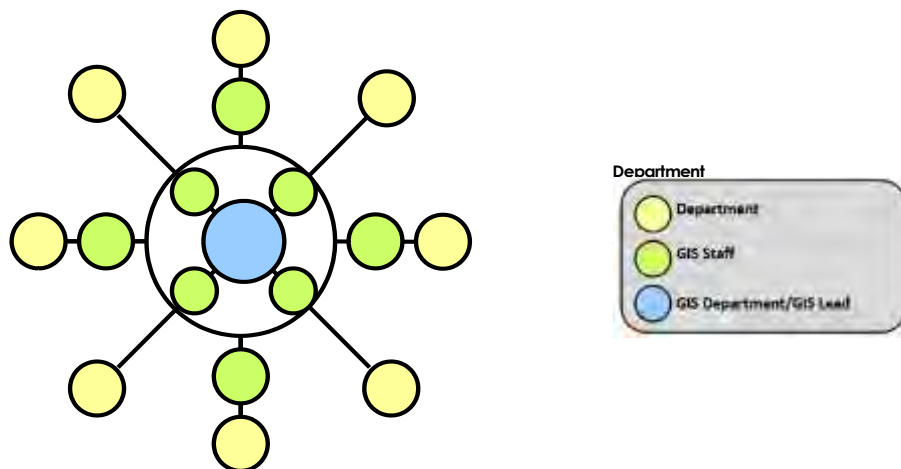 Department
Department
GIS Staff
GIS Department/GIS Lead